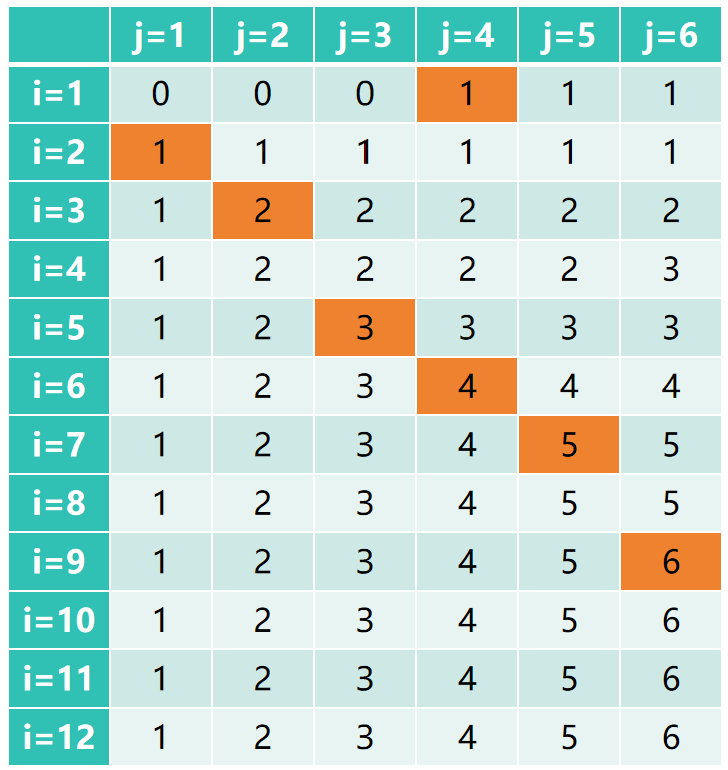 j=1 j=2 j=3 j=4 j=5 j=6
i=1 0 0 0 1 1 1
i=2 1 1 1 1 1 1
i=3 1 2 2 2 2 2
i=4 1 2 2 2 2 3
i=5 1 2 3 3 3 3
i=6 1 2 3 4 4 4
i=7 1 2 3 4 5 5
i=8 1 2 3 4 5 5
i=9 1 2 3 4 5 6
i=10 1 2 3 4 5 6
i=11 1 2 3 4 5 6
i=12 1 2 3 4 5 6